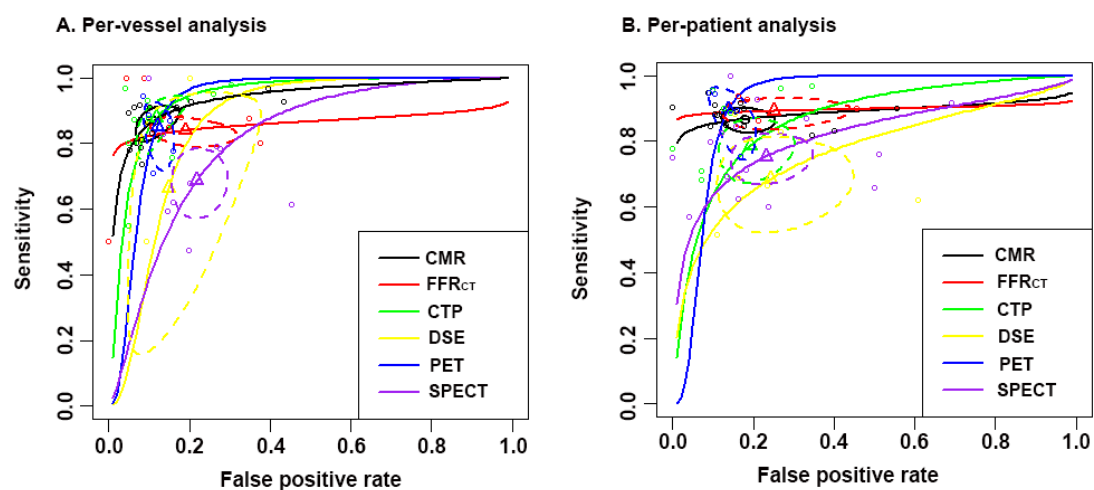 A. Per-vessel analysis
Sensitivity
1.0
0.8
0.6
0.4
0.2
0.0
CMR
FFRCT
CTP
DSE
PET
SPECT
0.0 0.2 0.4 0.6 0.8 1.0
False positive rate
B. Per-patient analysis
Sensitivity
1.0
0.8
0.6
0.4
0.2
0.0
CMR
FFRCT
CTP
DSE
PET
SPECT
0.0 0.2 0.4 0.6 0.8 1.0
False positive rate